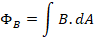 Φ_B = ∫ B.dA